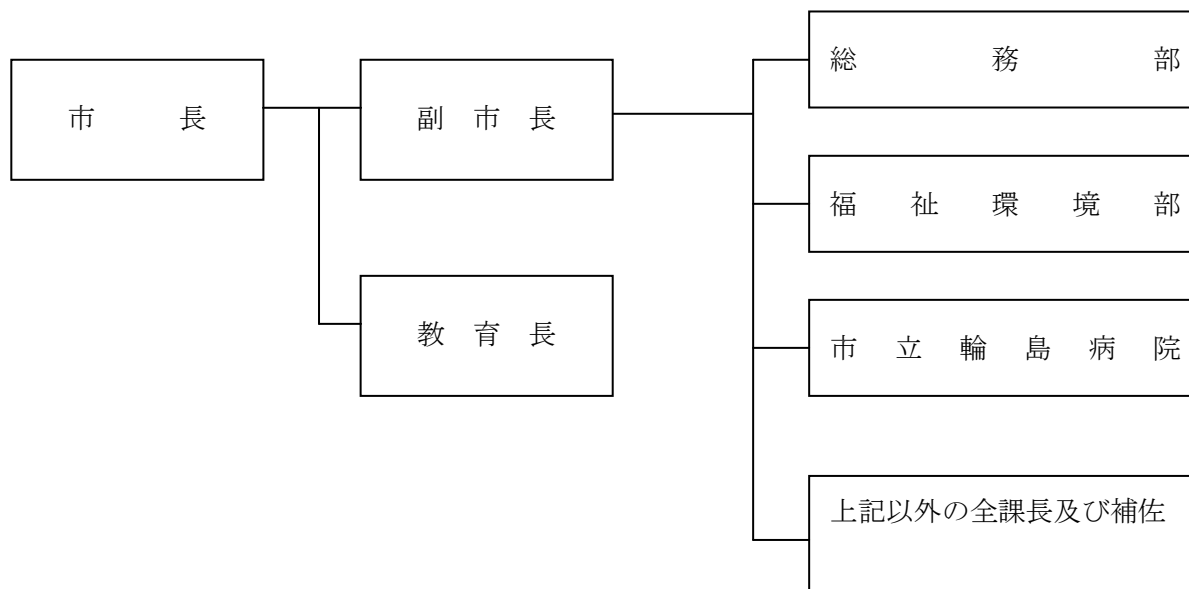 市長
副市長
教育長
総務部
福祉環境部
市立輪島病院
上記以外の全課長及び補佐